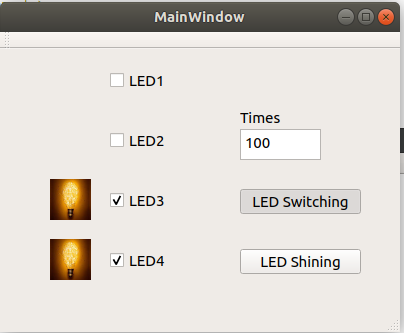 MainWindow
LED1
Times
LED2
100
LED3
LED Switching
LED4
LED Shining